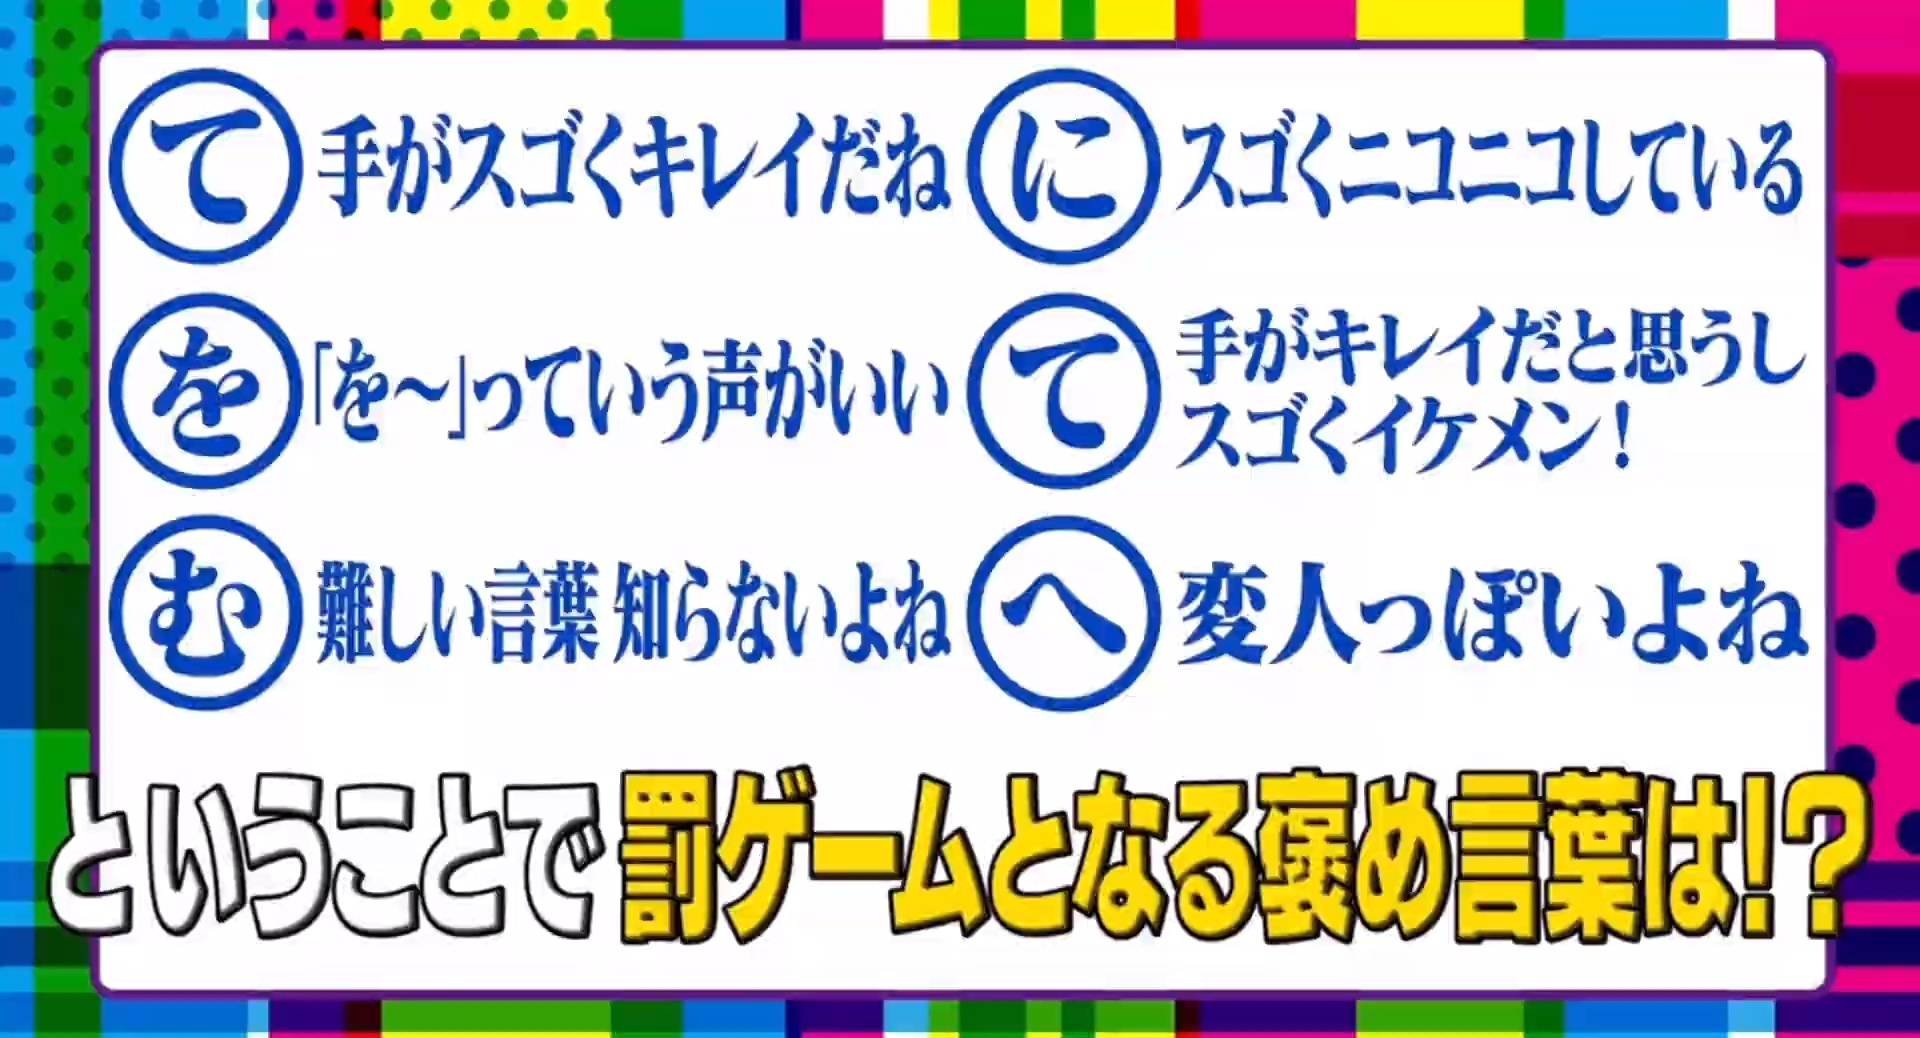 て 手がスゴくキレイだね
を 「を～」っていう声がいい
む 難しい言葉 知らないよね
に スゴくニコニコしている
て 手がキレイだと思うし
スゴくイケメン！
へ 変人っぽいよね
ということで 罰ゲームとなる褒め言葉は！？